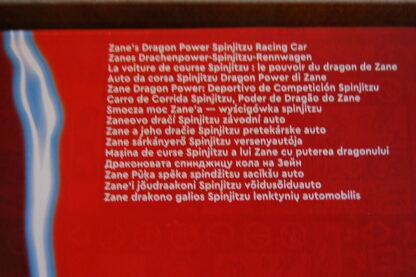 Zane's Dragon Power Spinjitzu Racing Car
Zanes Drachenpower-Spinjitzu-Rennwagen
La voiture de course Spinjitzu : le pouvoir du dragon de Zane
Auto da corsa Spinjitzu Dragon Power di Zane
Zane Dragon Power: Deportivo de Competición Spinjitzu
Carro de Corrida Spinjitzu, Poder de Dragão do Zane
Smocza moc Zane'a — wyścigówka spinjitzu
Zaneovo dračí Spinjitzu závodní auto
Zane a jeho dračie Spinjitzu pretekárske auto
Zane sárkányerő Spinjitzu versenyautója
Mașina de curse Spinjitzu a lui Zane cu puterea dragonului
Драконовата спинджицу кола на Зейн
Zane Pūķa spēka spindžitsu sacīkšu auto
Zane'i jõudraakoni Spinjitzu võidusõiduauto
Zane drakono galios Spinjitzu lenktynių automobilis